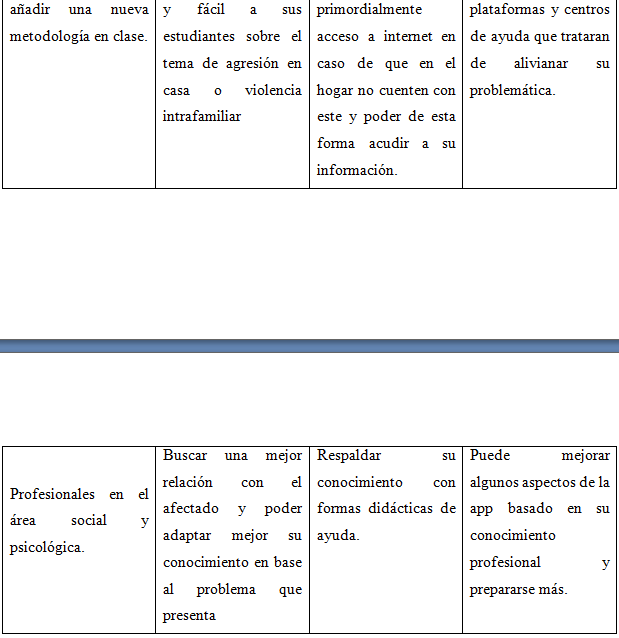 añadir una nueva
metodología en clase.
y fácil a sus
estudiantes sobre el
tema de agresión en
casa o violencia
intrafamiliar
primordialmente
acceso a internet en
caso de que en el
hogar no cuenten con
este y poder de esta
forma acudir a su
información.
plataformas y centros
de ayuda que trataran
de alivianar su
problemática.
Profesionales en el
área social y
psicológica.
Buscar una mejor
relación con el
afectado y poder
adaptar mejor su
conocimiento en base
al problema que
presenta
Respaldar su
conocimiento con
formas didácticas de
ayuda.
Puede mejorar
algunos aspectos de la
app basado en su
conocimiento
profesional y
prepararse más.